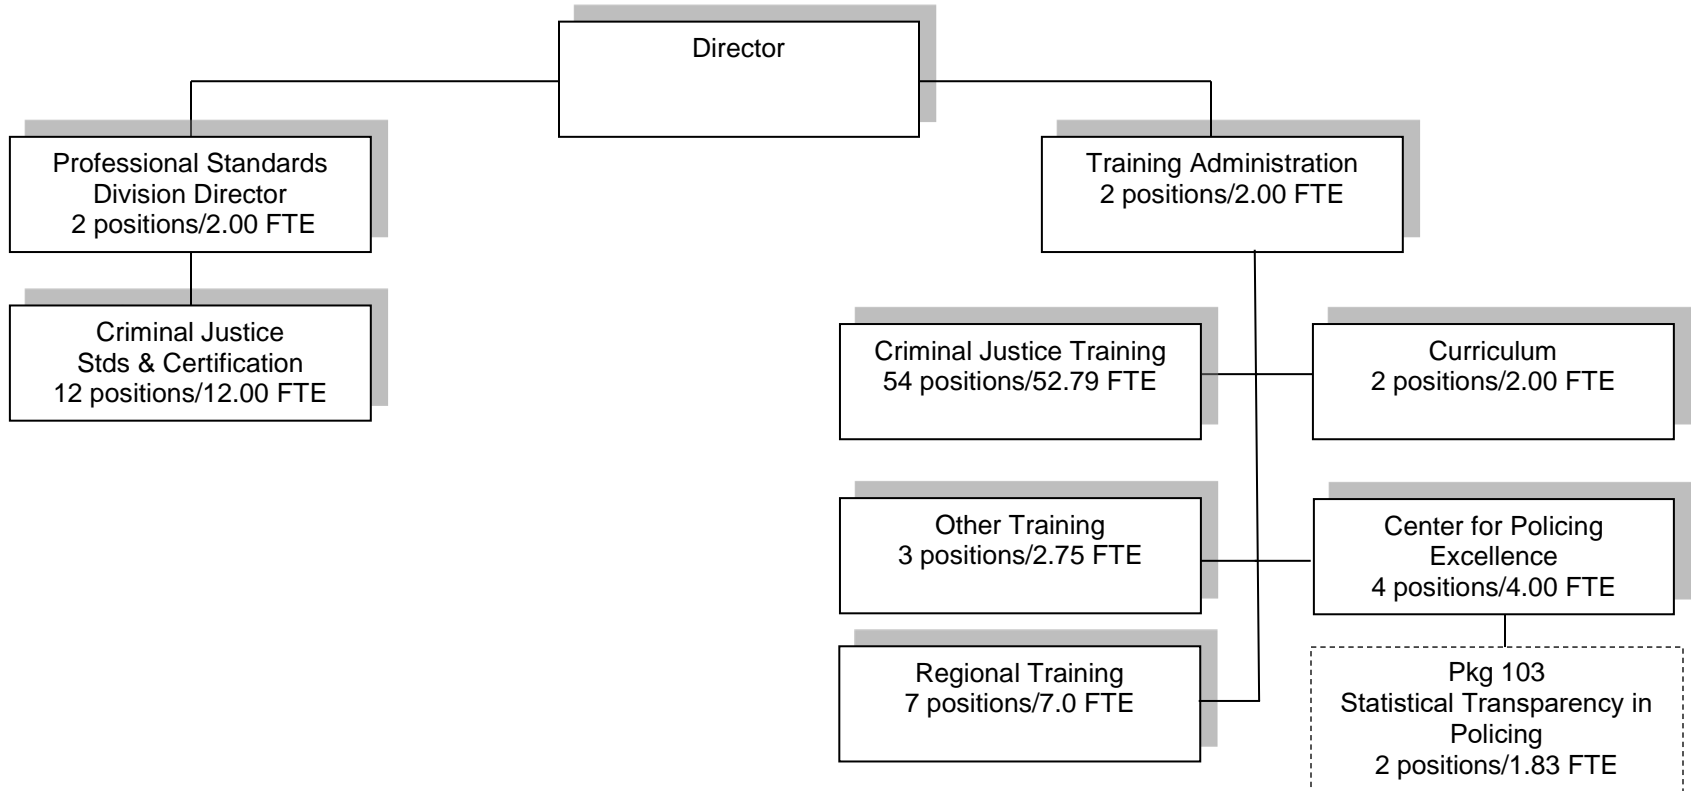 Director
Professional Standards
Division Director
2 positions/2.00 FTE
Training Administration
2 positions/2.00 FTE
Criminal Justice
Stds & Certification
12 positions/12.00 FTE
Criminal Justice Training
54 positions/52.79 FTE
Curriculum
2 positions/2.00 FTE
Other Training
3 positions/2.75 FTE
Center for Policing
Excellence
4 positions/4.00 FTE
Regional Training
7 positions/7.0 FTE
Pkg 103
Statistical Transparency in
Policing
2 positions/1.83 FTE